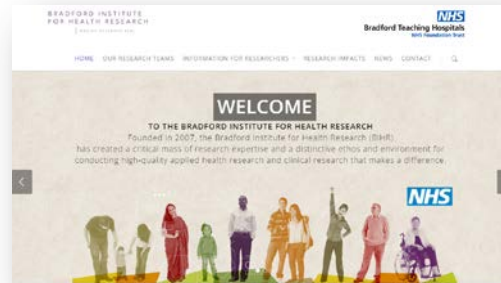 BRADFORD INSTITUTE
FOR HEALTH RESEARCH
NHS
Bradford Teaching Hospitals
NHS Foundation Trust
HOME OUR RESEARCH TEAMS INFORMATION FOR RESEARCHERS RESEARCH IMPACTS NEWS CONTACT
WELCOME
TO THE BRADFORD INSTITUTE FOR HEALTH RESEARCH
Founded in 2007, the Bradford Institute for Health Research (BIHR)
has created a critical mass of research expertise and a distinctive ethos and environment for
conducting high-quality applied health research and clinical research that makes a difference.
NHS